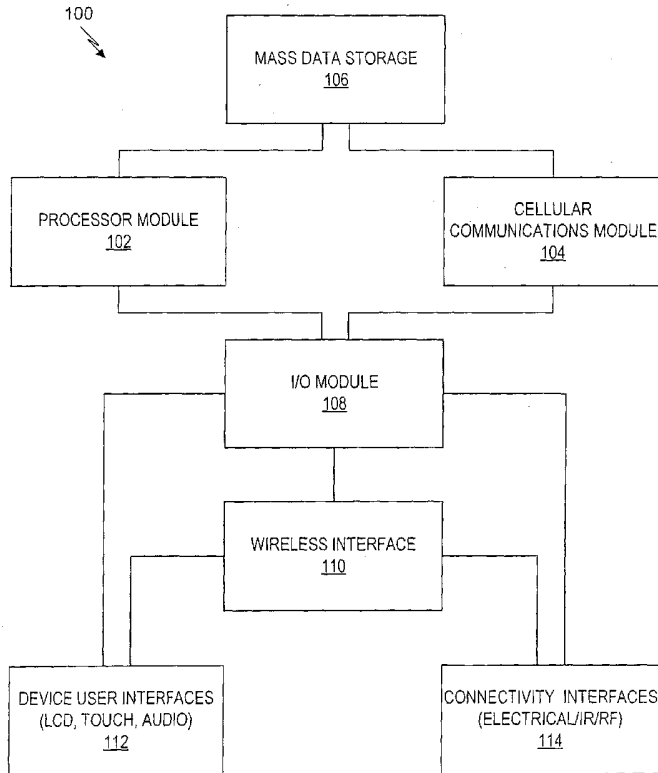 100
MASS DATA STORAGE
106
PROCESSOR MODULE
102
CELLULAR
COMMUNICATIONS MODULE
104
I/O MODULE
108
WIRELESS INTERFACE
110
DEVICE USER INTERFACES
(LCD, TOUCH, AUDIO)
112
CONNECTIVITY INTERFACES
(ELECTRICAL/IR/RF)
114